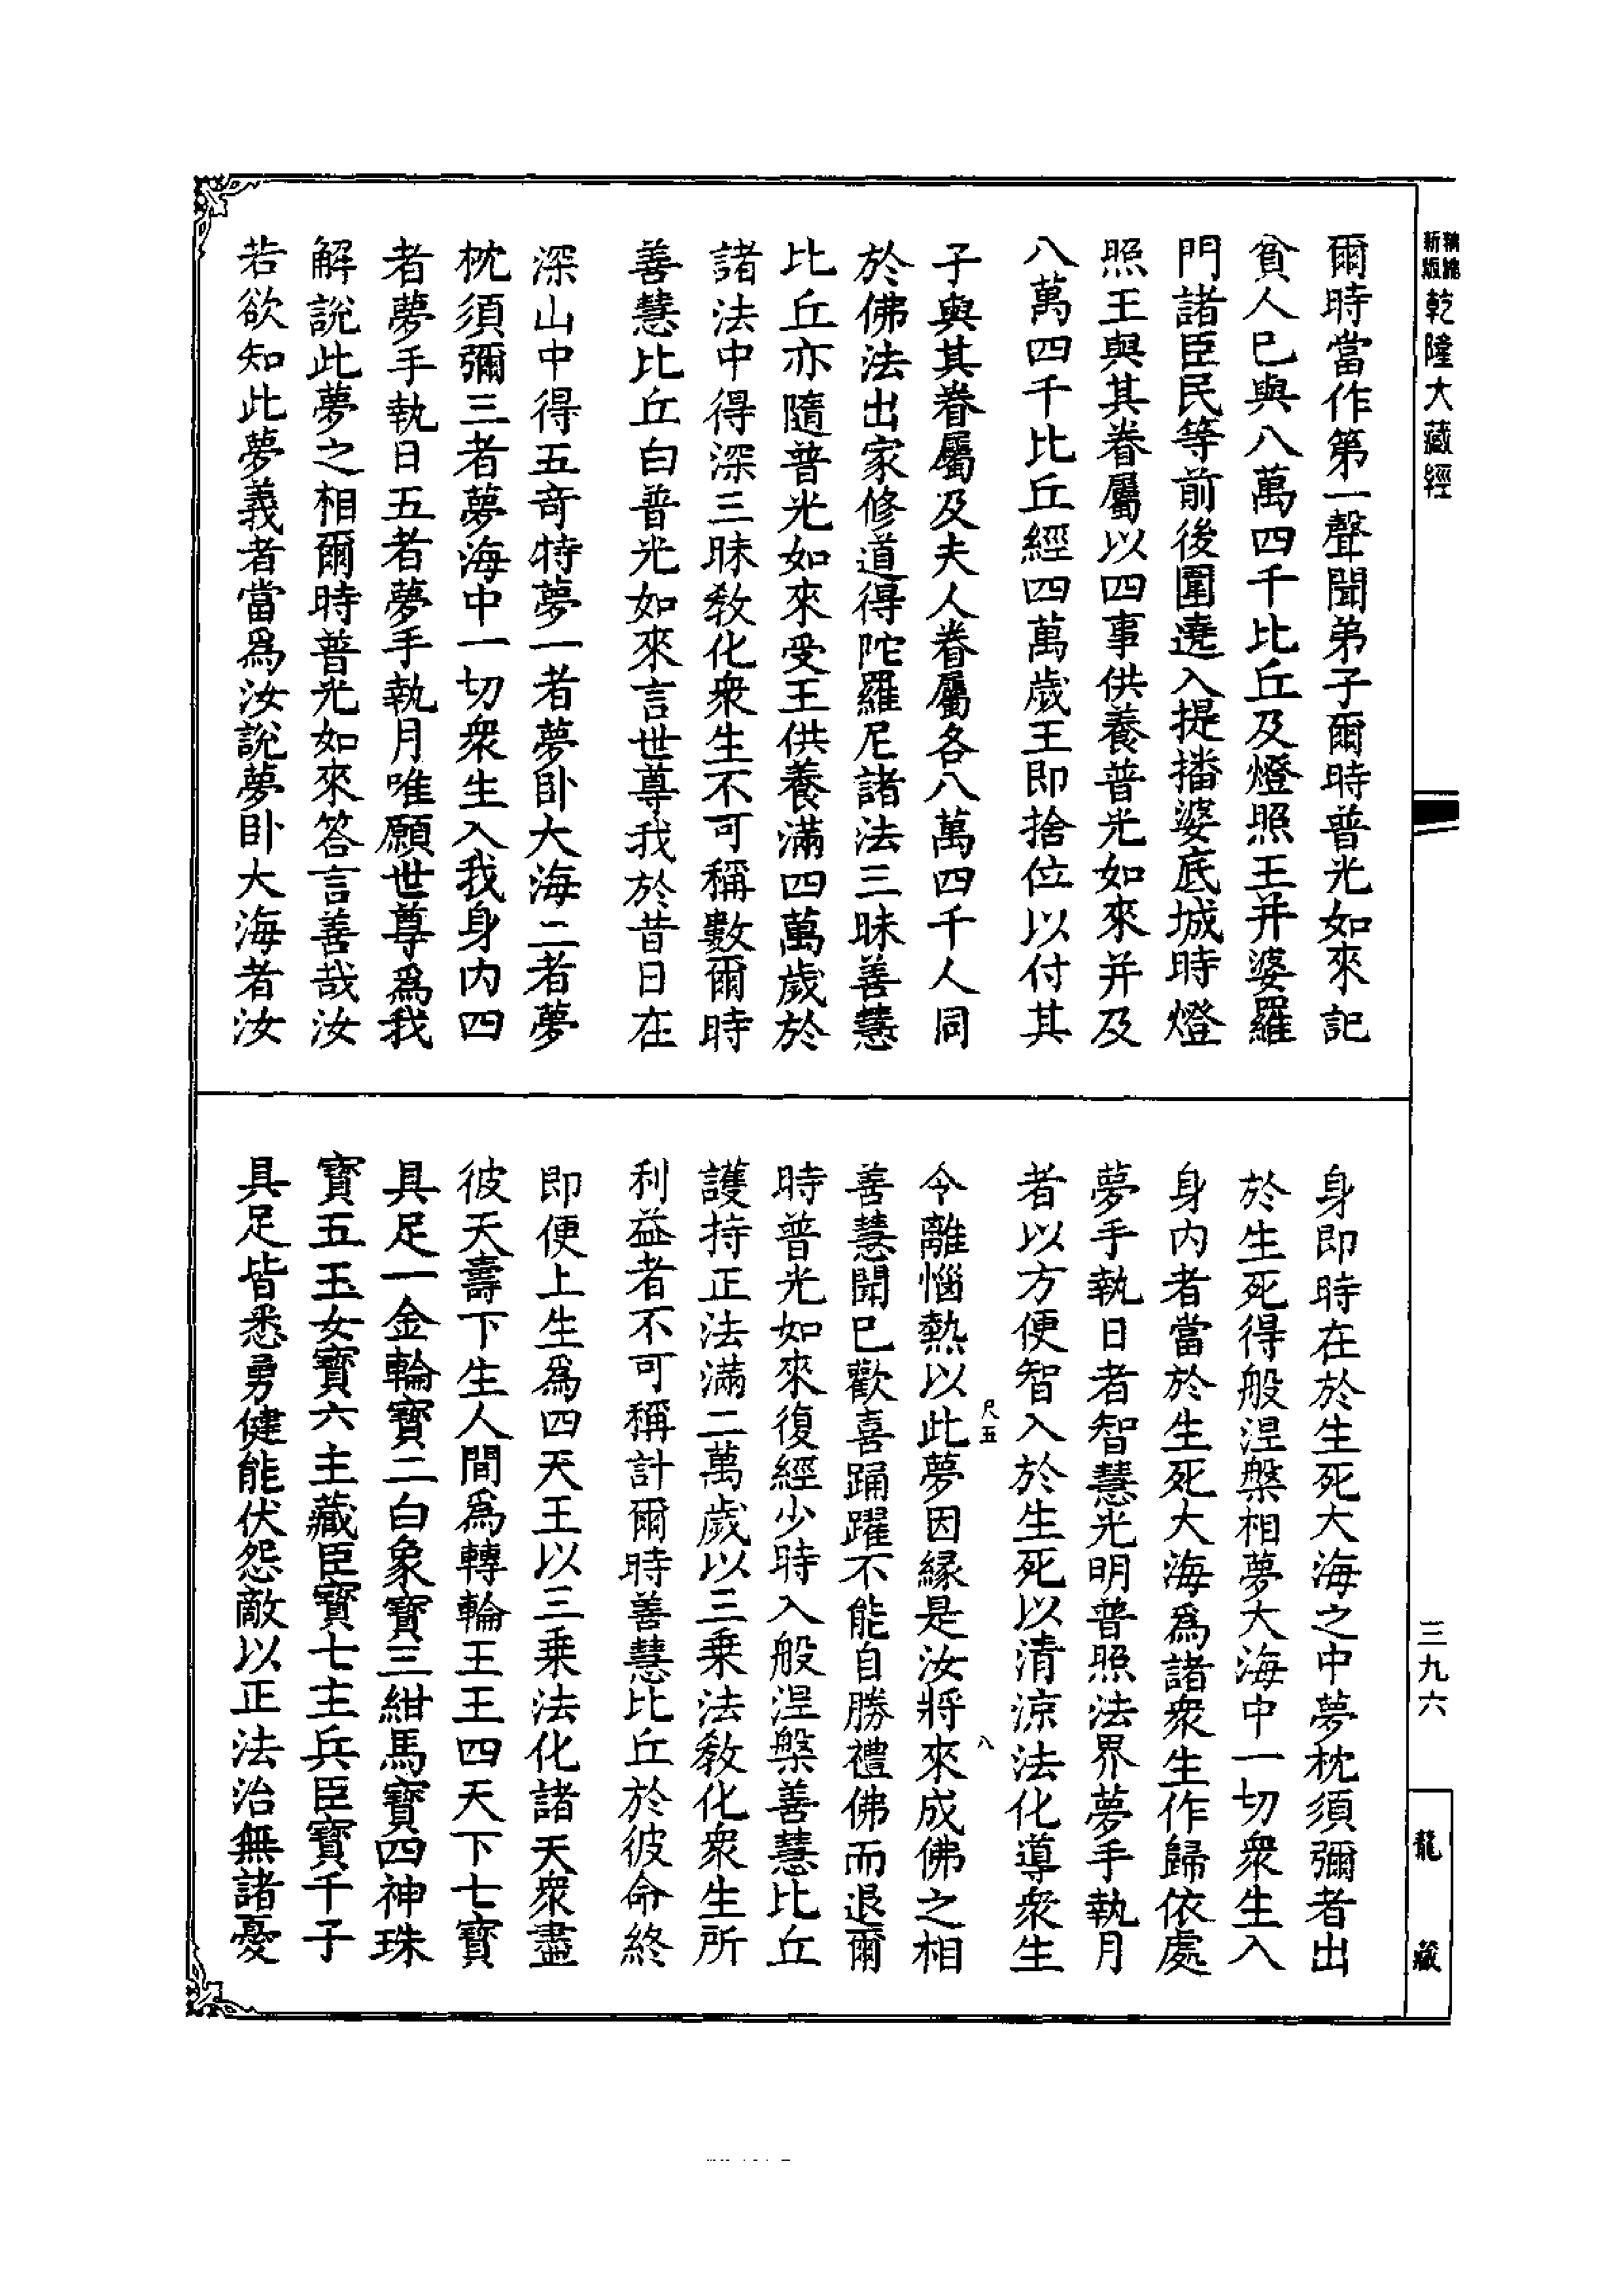 新版
乾隆大藏經
爾時當作第一聲聞弟子爾時普光如來記
貧人已與八萬四千比丘及燈照王并婆羅
門諸臣民等前後圍遶入提播婆底城時燈
照王與其眷屬以四事供養普光如來并及
八萬四千比丘經四萬歲王即捨位以付其
子與其眷屬及夫人眷屬各八萬四千人同
於佛法出家修道得陀羅尼諸法三昧善慧
比丘亦隨普光如來受王供養滿四萬歲於
諸法中得深三昧教化衆生不可稱數爾時
善慧比丘白普光如來言世尊我於昔日在
深山中得五竒特夢一者夢臥大海二者夢
枕須彌三者夢海中一切衆生入我身內四
者夢手執日五者夢手執月唯願世尊爲我
解說此夢之相爾時普光如來答言善哉汝
若欲知此夢義者當爲汝說夢臥大海者汝
身即時在於生死大海之中夢枕須彌者出
於生死得般涅槃相夢大海中一切衆生入
身內者當於生死大海爲諸衆生作歸依處
夢手執日者智慧光明普照法界夢手執月
者以方便智入於生死以清涼法化導衆生
令離惱熱以此夢因縁是汝將來成佛之相
尺五
八
善慧聞已歡喜踊躍不能自勝禮佛而退爾
時普光如來復經少時入般涅槃善慧比丘
護持正法滿二萬歲以三乗法教化衆生所
利益者不可稱計爾時善慧比丘於彼命終
即便上生爲四天王以三乗法化諸天衆盡
彼天壽下生人間爲轉輪王王四天下七寶
具足一金輪寶二白象寶三紺馬寶四神珠
寶五玉女寶六主藏臣寶七主兵臣寶千子
具足皆悉勇健能伏怨敵以正法治無諸憂
三九六
龍藏